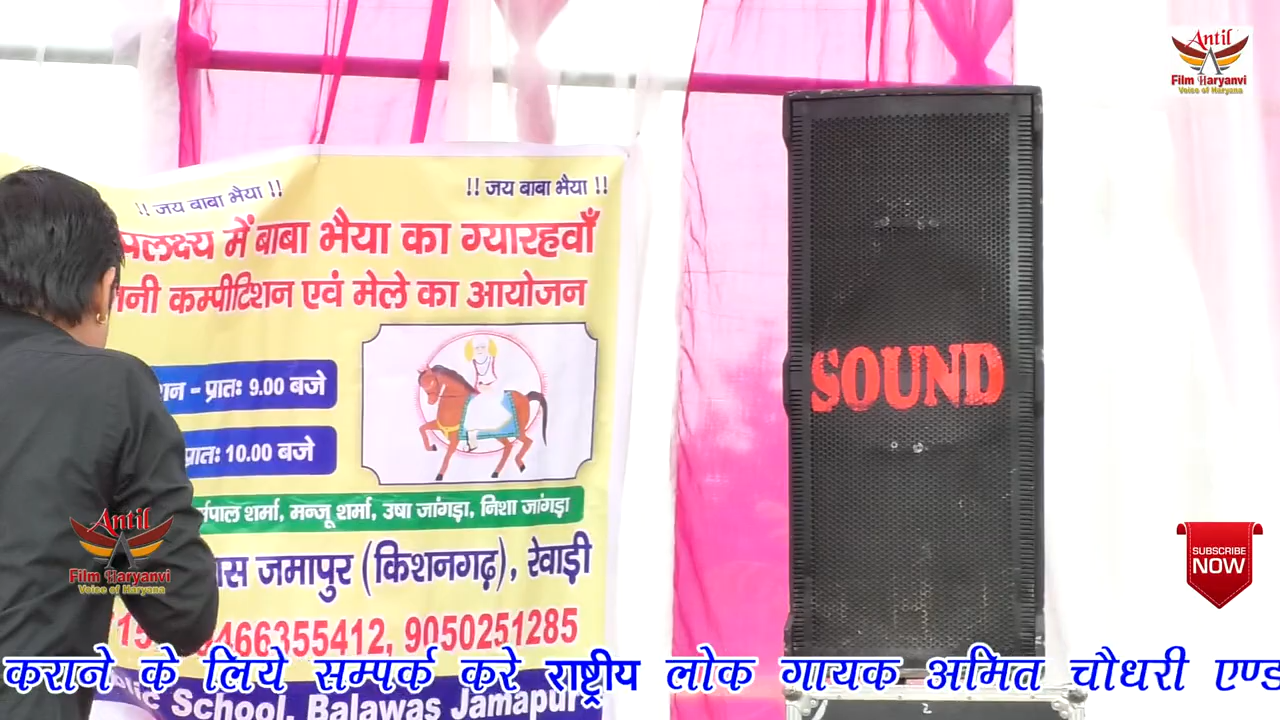 Antil
Film Haryanvi
Voice of Haryana
!! जय बाबा भैया !! !! जय बाबा भैया !!
में बाबा भैया का ग्यारहवाँ
कम्पीटिशन एवं मेले का आयोजन
- प्रातः 9.00 बजे
प्रातः 10.00 बजे
शर्मा, मन्जू शर्मा, उषा जांगड़ा, निशा जांगड़ा
जमापुर (किशनगढ़), रेवाड़ी
9050251285
School, Balawas Jamapur
SOUND
2
Antil
Film Haryanvi
Voice of Haryana
SUBSCRIBE
NOW
कराने के लिये सम्पर्क करे राष्ट्रीय लोक गायक अमित चौधरी एण्ड